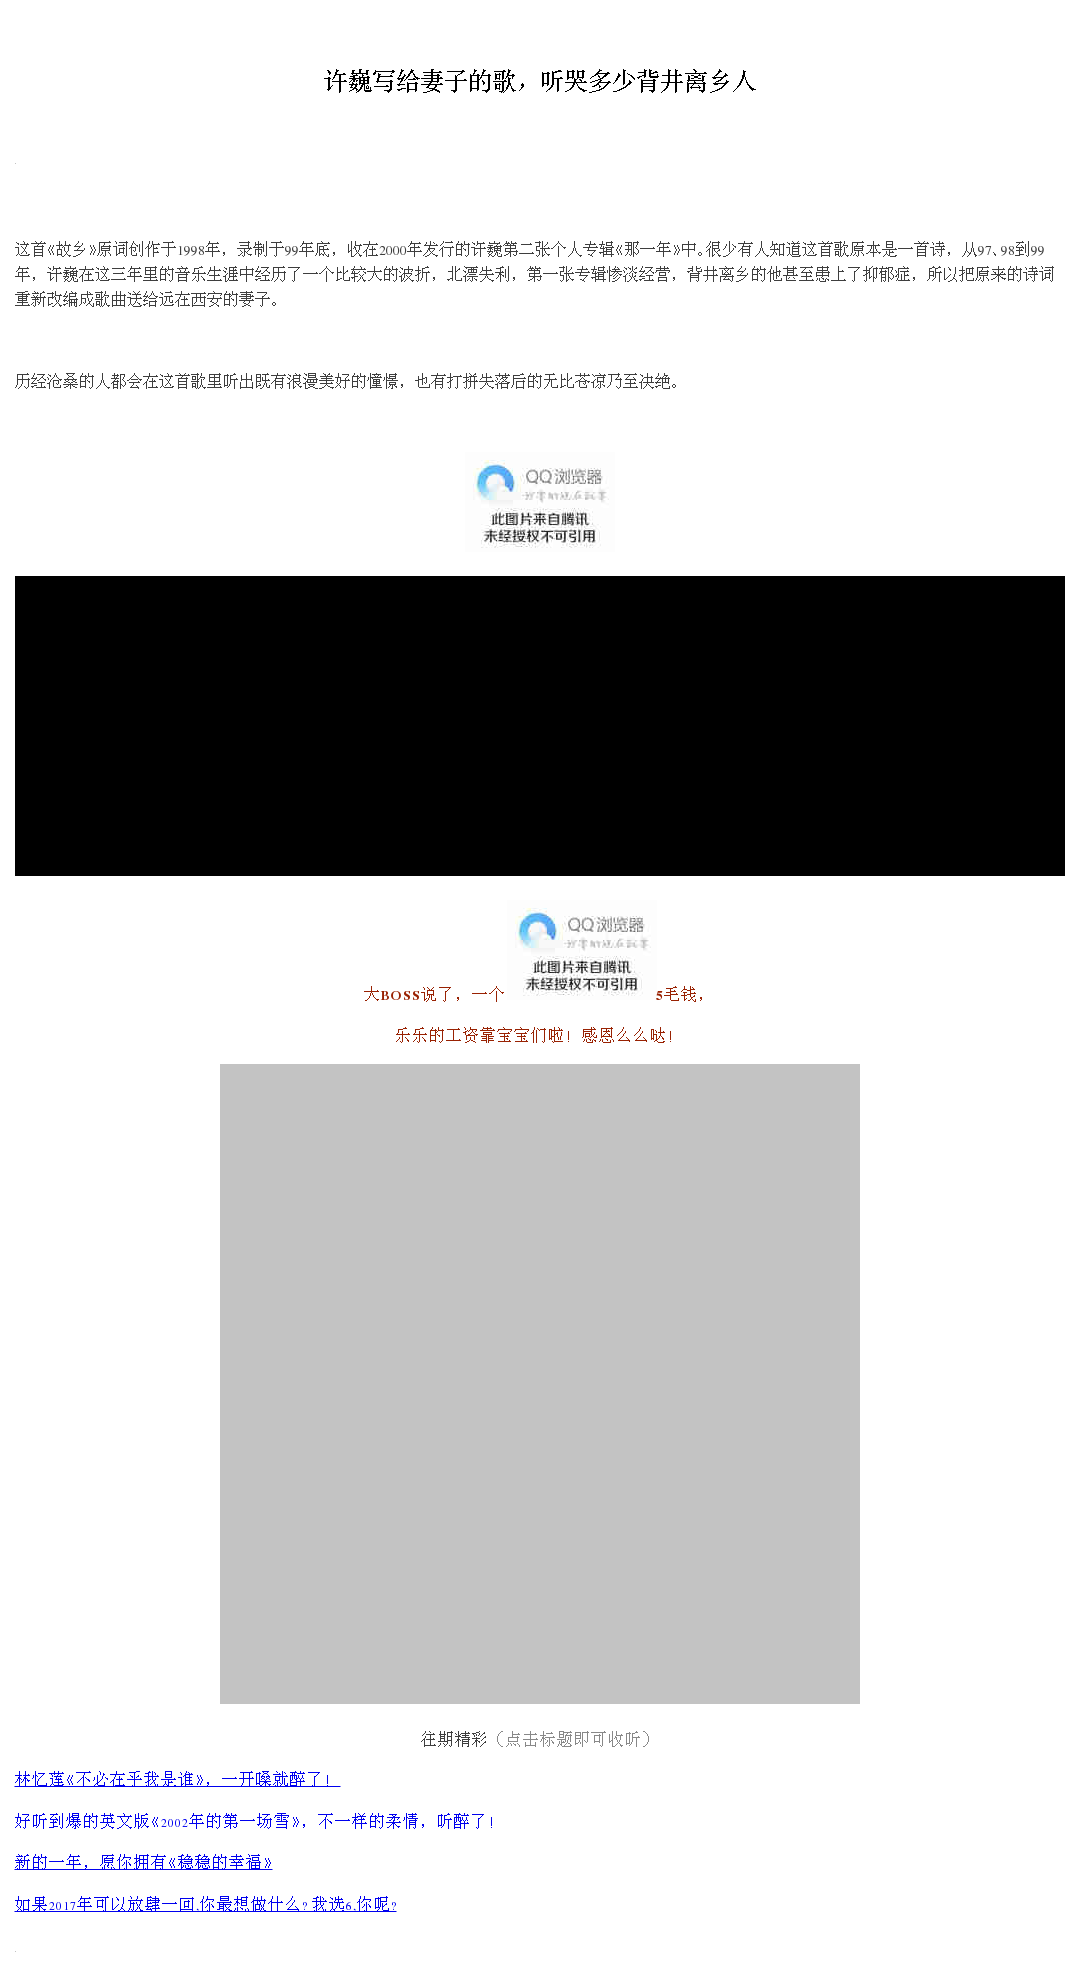 许巍写给妻子的歌，听哭多少背井离乡人
这首《故乡》原词创作于1998年，录制于99年底，收在2000年发行的许巍第二张个人专辑《那一年》中。很少有人知道这首歌原本是一首诗，从97、98到99
年，许巍在这三年里的音乐生涯中经历了一个比较大的波折，北漂失利，第一张专辑惨淡经营，背井离乡的他甚至患上了抑郁症，所以把原来的诗词
重新改编成歌曲送给远在西安的妻子。
历经沧桑的人都会在这首歌里听出既有浪漫美好的憧憬，也有打拼失落后的无比苍凉乃至决绝。
QQ浏览器
此图片来自腾讯
未经授权不可引用
QQ浏览器
此图片来自腾讯
未经授权不可引用
大BOSS说了，一个 5毛钱，
乐乐的工资靠宝宝们啦！感恩么么哒！
往期精彩（点击标题即可收听）
林忆莲《不必在乎我是谁》，一开嗓就醉了！
好听到爆的英文版《2002年的第一场雪》，不一样的柔情，听醉了！
新的一年，愿你拥有《稳稳的幸福》
如果2017年可以放肆一回.你最想做什么? 我选6.你呢?